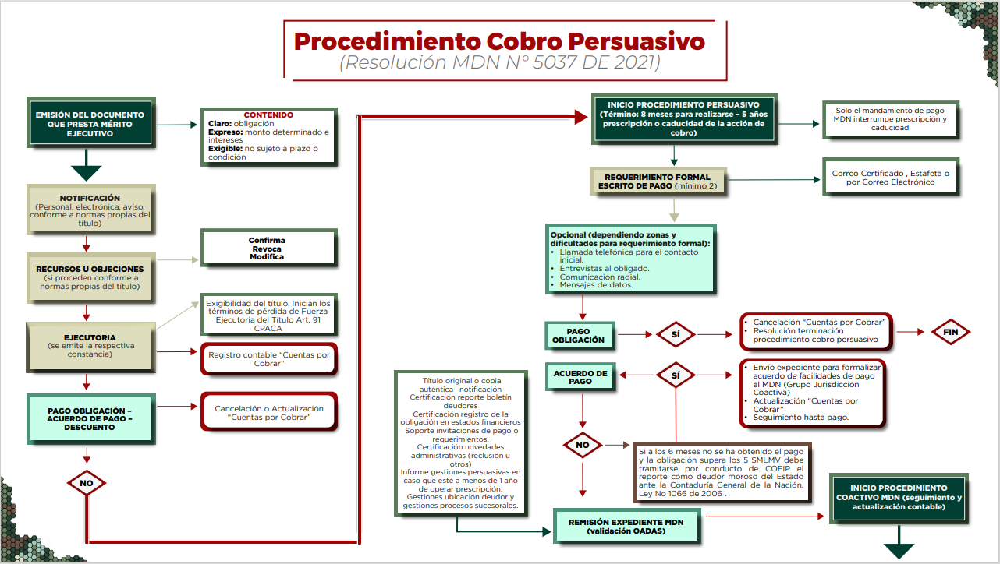 Procedimiento Cobro Persuasivo
(Resolución MDN N° 5037 DE 2021)
EMISIÓN DEL DOCUMENTO
QUE PRESTA MÉRITO
EJECUTIVO
CONTENIDO
Claro: obligación
Expreso: monto determinado e
intereses
Exigible: no sujeto a plazo o
condición
NOTIFICACIÓN
(Personal, electrónica, aviso,
conforme a normas propias del
título)
RECURSOS U OBJECIONES
(si proceden conforme a
normas propias del título)
Confirma
Revoca
Modifica
EJECUTORIA
(se emite la respectiva
constancia)
Exigibilidad del título. Inician los
términos de pérdida de Fuerza
Ejecutoria del Título Art. 91
CPACA
Registro contable “Cuentas por
Cobrar”
PAGO OBLIGACIÓN –
ACUERDO DE PAGO –
DESCUENTO
Cancelación o Actualización
“Cuentas por Cobrar”
NO
INICIO PROCEDIMIENTO PERSUASIVO
(Término: 8 meses para realizarse – 5 años
prescripción o caducidad de la acción de
cobro)
Solo el mandamiento de pago
MDN interrumpe prescripción y
caducidad
REQUERIMIENTO FORMAL
ESCRITO DE PAGO (mínimo 2)
Correo Certificado , Estafeta o
por Correo Electrónico
Opcional (dependiendo zonas y
dificultades para requerimiento formal):
• Llamada telefónica para el contacto
inicial.
• Entrevistas al obligado.
• Comunicación radial.
• Mensajes de datos.
PAGO
OBLIGACIÓN
SÍ
• Cancelación “Cuentas por Cobrar”
• Resolución terminación
procedimiento cobro persuasivo
FIN
ACUERDO DE
PAGO
SÍ
• Envío expediente para formalizar
acuerdo de facilidades de pago
al MDN (Grupo Jurisdicción
Coactiva)
• Actualización “Cuentas por
Cobrar”
• Seguimiento hasta pago.
NO
Si a los 6 meses no se ha obtenido el pago
y la obligación supera los 5 SMLMV debe
tramitarse por conducto de COFIP el
reporte como deudor moroso del Estado
ante la Contaduría General de la Nación.
Ley No 1066 de 2006 .
Título original o copia
auténtica– notificación
Certificación reporte boletín
deudores
Certificación registro de la
obligación en estados financieros
Soporte invitaciones de pago o
requerimientos.
Certificación novedades
administrativas (reclusión u
otros)
Informe gestiones persuasivas en
caso que esté a menos de 1 año
de operar prescripción.
Gestiones ubicación deudor y
gestiones procesos sucesorales.
REMISIÓN EXPEDIENTE MDN
(validación OADAS)
INICIO PROCEDIMIENTO
COACTIVO MDN (seguimiento y
actualización contable)